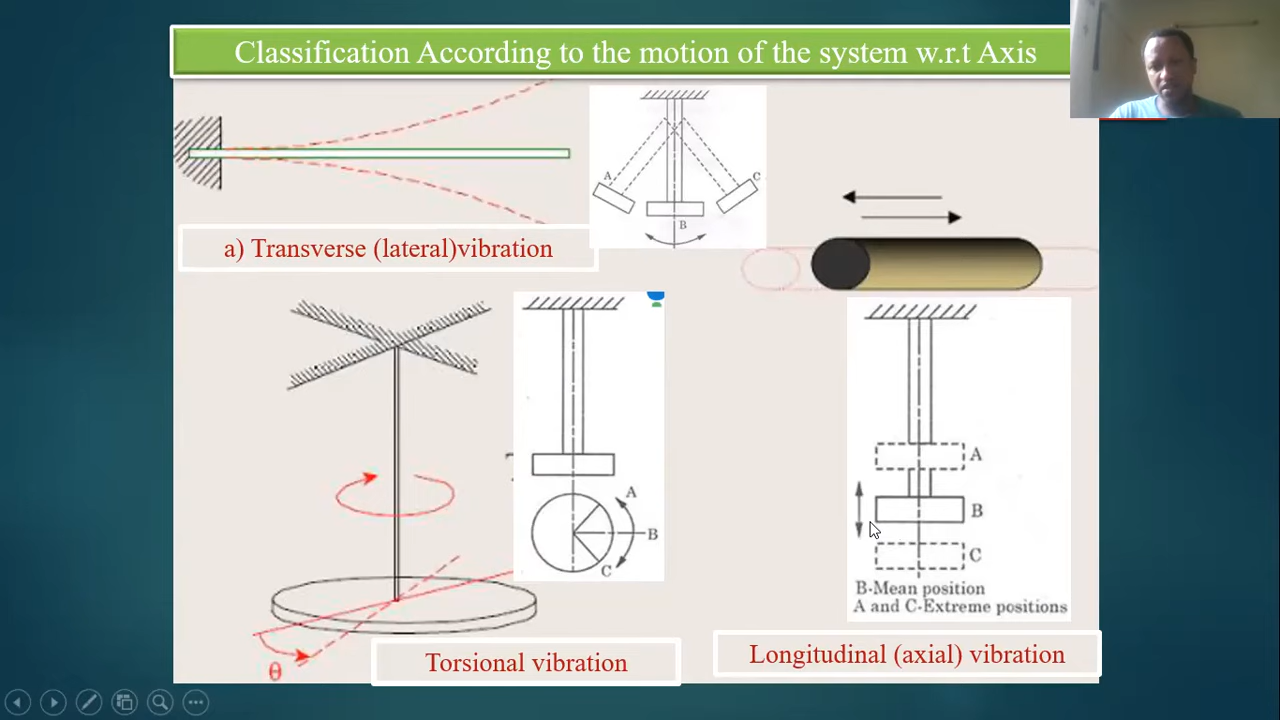 Classification According to the motion of the system w.r.t Axis
A
C
B
a) Transverse (lateral)vibration
A
B
C
A
B
C
B-Mean position
A and C-Extreme positions
θ
Torsional vibration
Longitudinal (axial) vibration